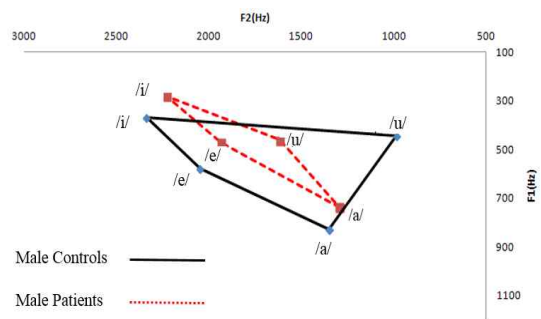 F2(Hz)
3000 2500 2000 1500 1000 500
100
300
500
700
900
1100
F1(Hz)
/i/
/i/
/u/
/e/
/u/
/e/
/a/
/a/
Male Controls
Male Patients